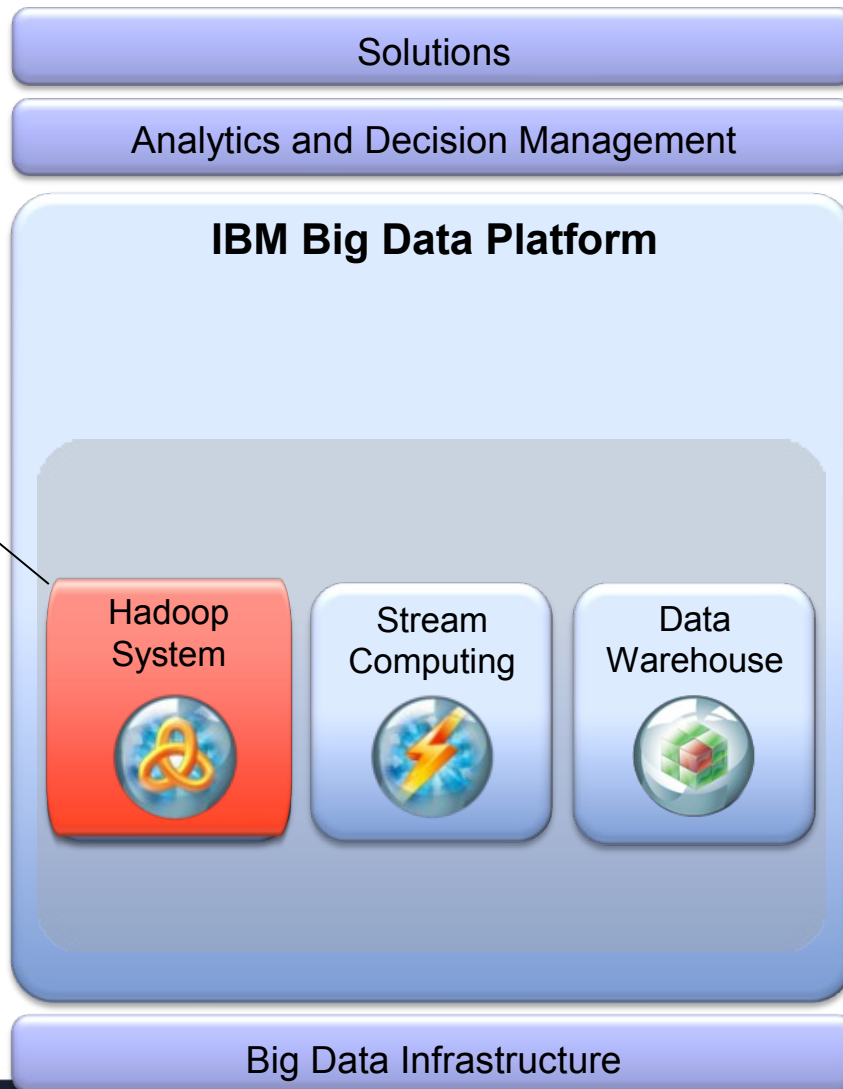 Solutions
Analytics and Decision Management
IBM Big Data Platform
Hadoop
System
Stream
Computing
Data
Warehouse
Big Data Infrastructure